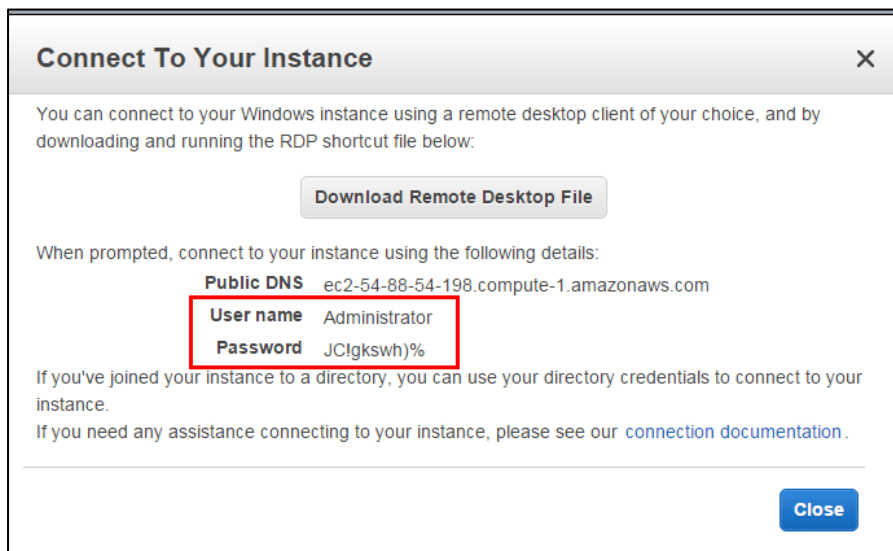 Connect To Your Instance
You can connect to your Windows instance using a remote desktop client of your choice, and by
downloading and running the RDP shortcut file below:
Download Remote Desktop File
When prompted, connect to your instance using the following details:
Public DNS ec2-54-88-54-198.compute-1.amazonaws.com
User name Administrator
Password JC!gkswh)%
If you've joined your instance to a directory, you can use your directory credentials to connect to your
instance.
If you need any assistance connecting to your instance, please see our connection documentation.
Close